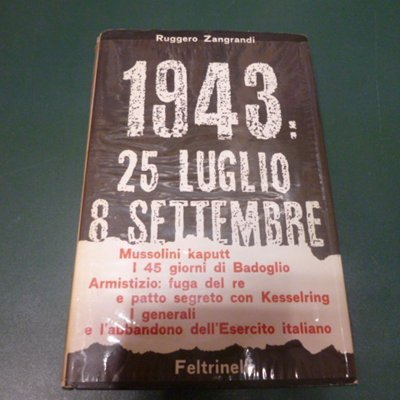 Ruggero Zangrandi
1943:
25 LUGLIO
8 SETTEMBRE
Mussolini kaputt
I 45 giorni di Badoglio
Armistizio: fuga del re
e patto segreto con Kesselring
I generali
e l'abbandono dell'Esercito italiano
Feltrinelli